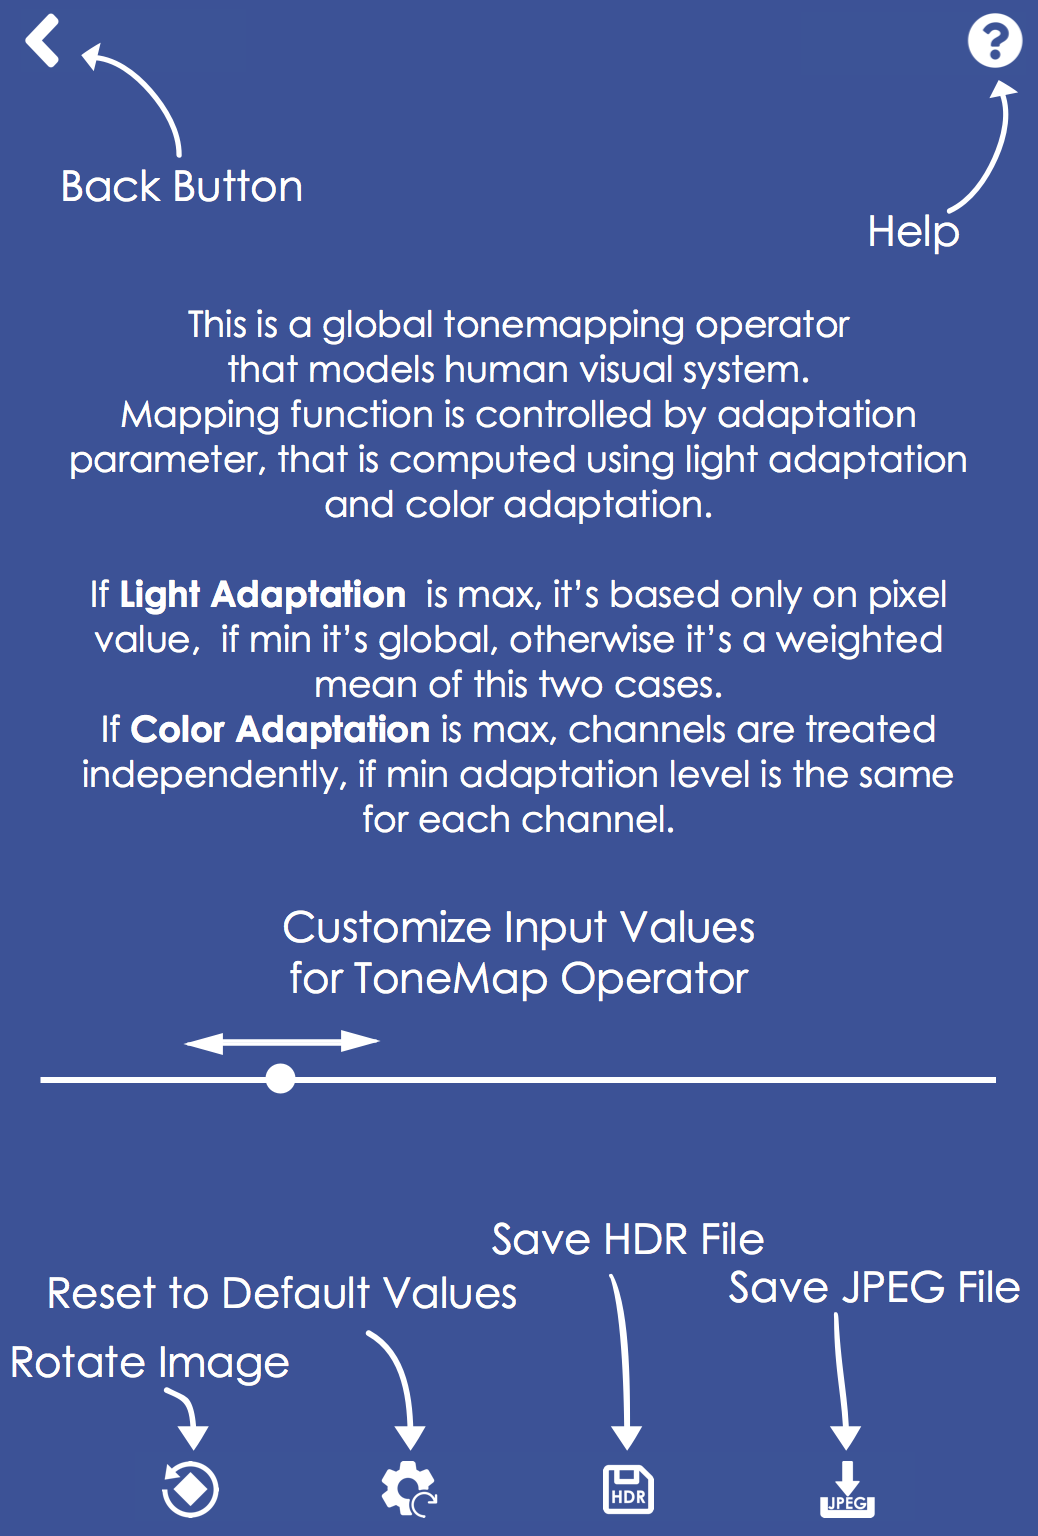 Back Button
Help
This is a global tonemapping operator
that models human visual system.
Mapping function is controlled by adaptation
parameter, that is computed using light adaptation
and color adaptation.
If Light Adaptation  is max, it’s based only on pixel
value,  if min it’s global, otherwise it’s a weighted
mean of this two cases.
If Color Adaptation is max, channels are treated
independently, if min adaptation level is the same
for each channel.
Customize Input Values
for ToneMap Operator
Save HDR File
Save JPEG File
Reset to Default Values
Rotate Image
HDR
JPEG